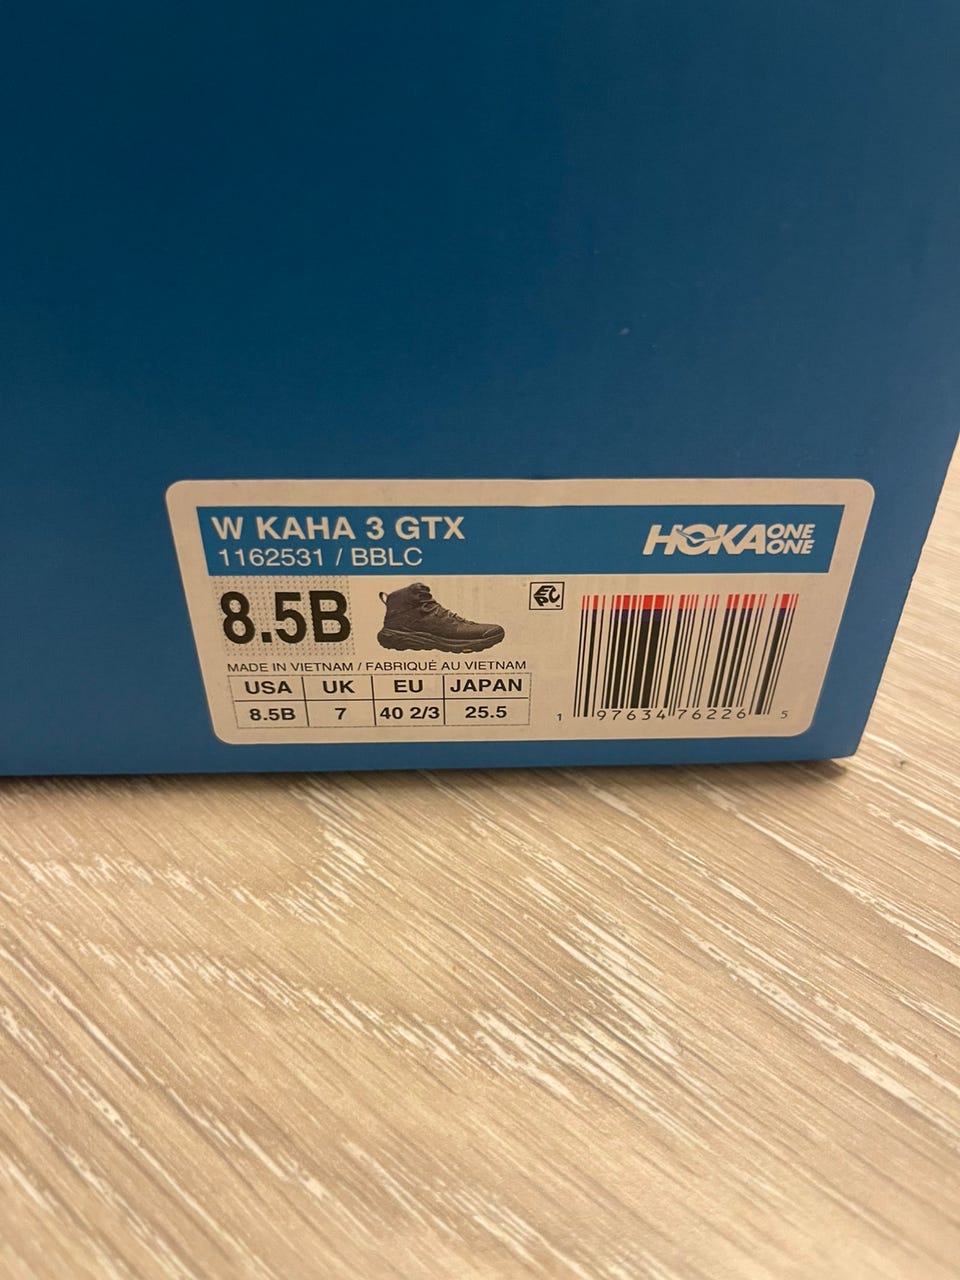 W KAHA 3 GTX
1162531 / BBLC
HOKA ONE ONE
8.5B
EPC
MADE IN VIETNAM / FABRIQUÉ AU VIETNAM
USA UK EU JAPAN
8.5B 7 40 2/3 25.5
1 97634 76226 5